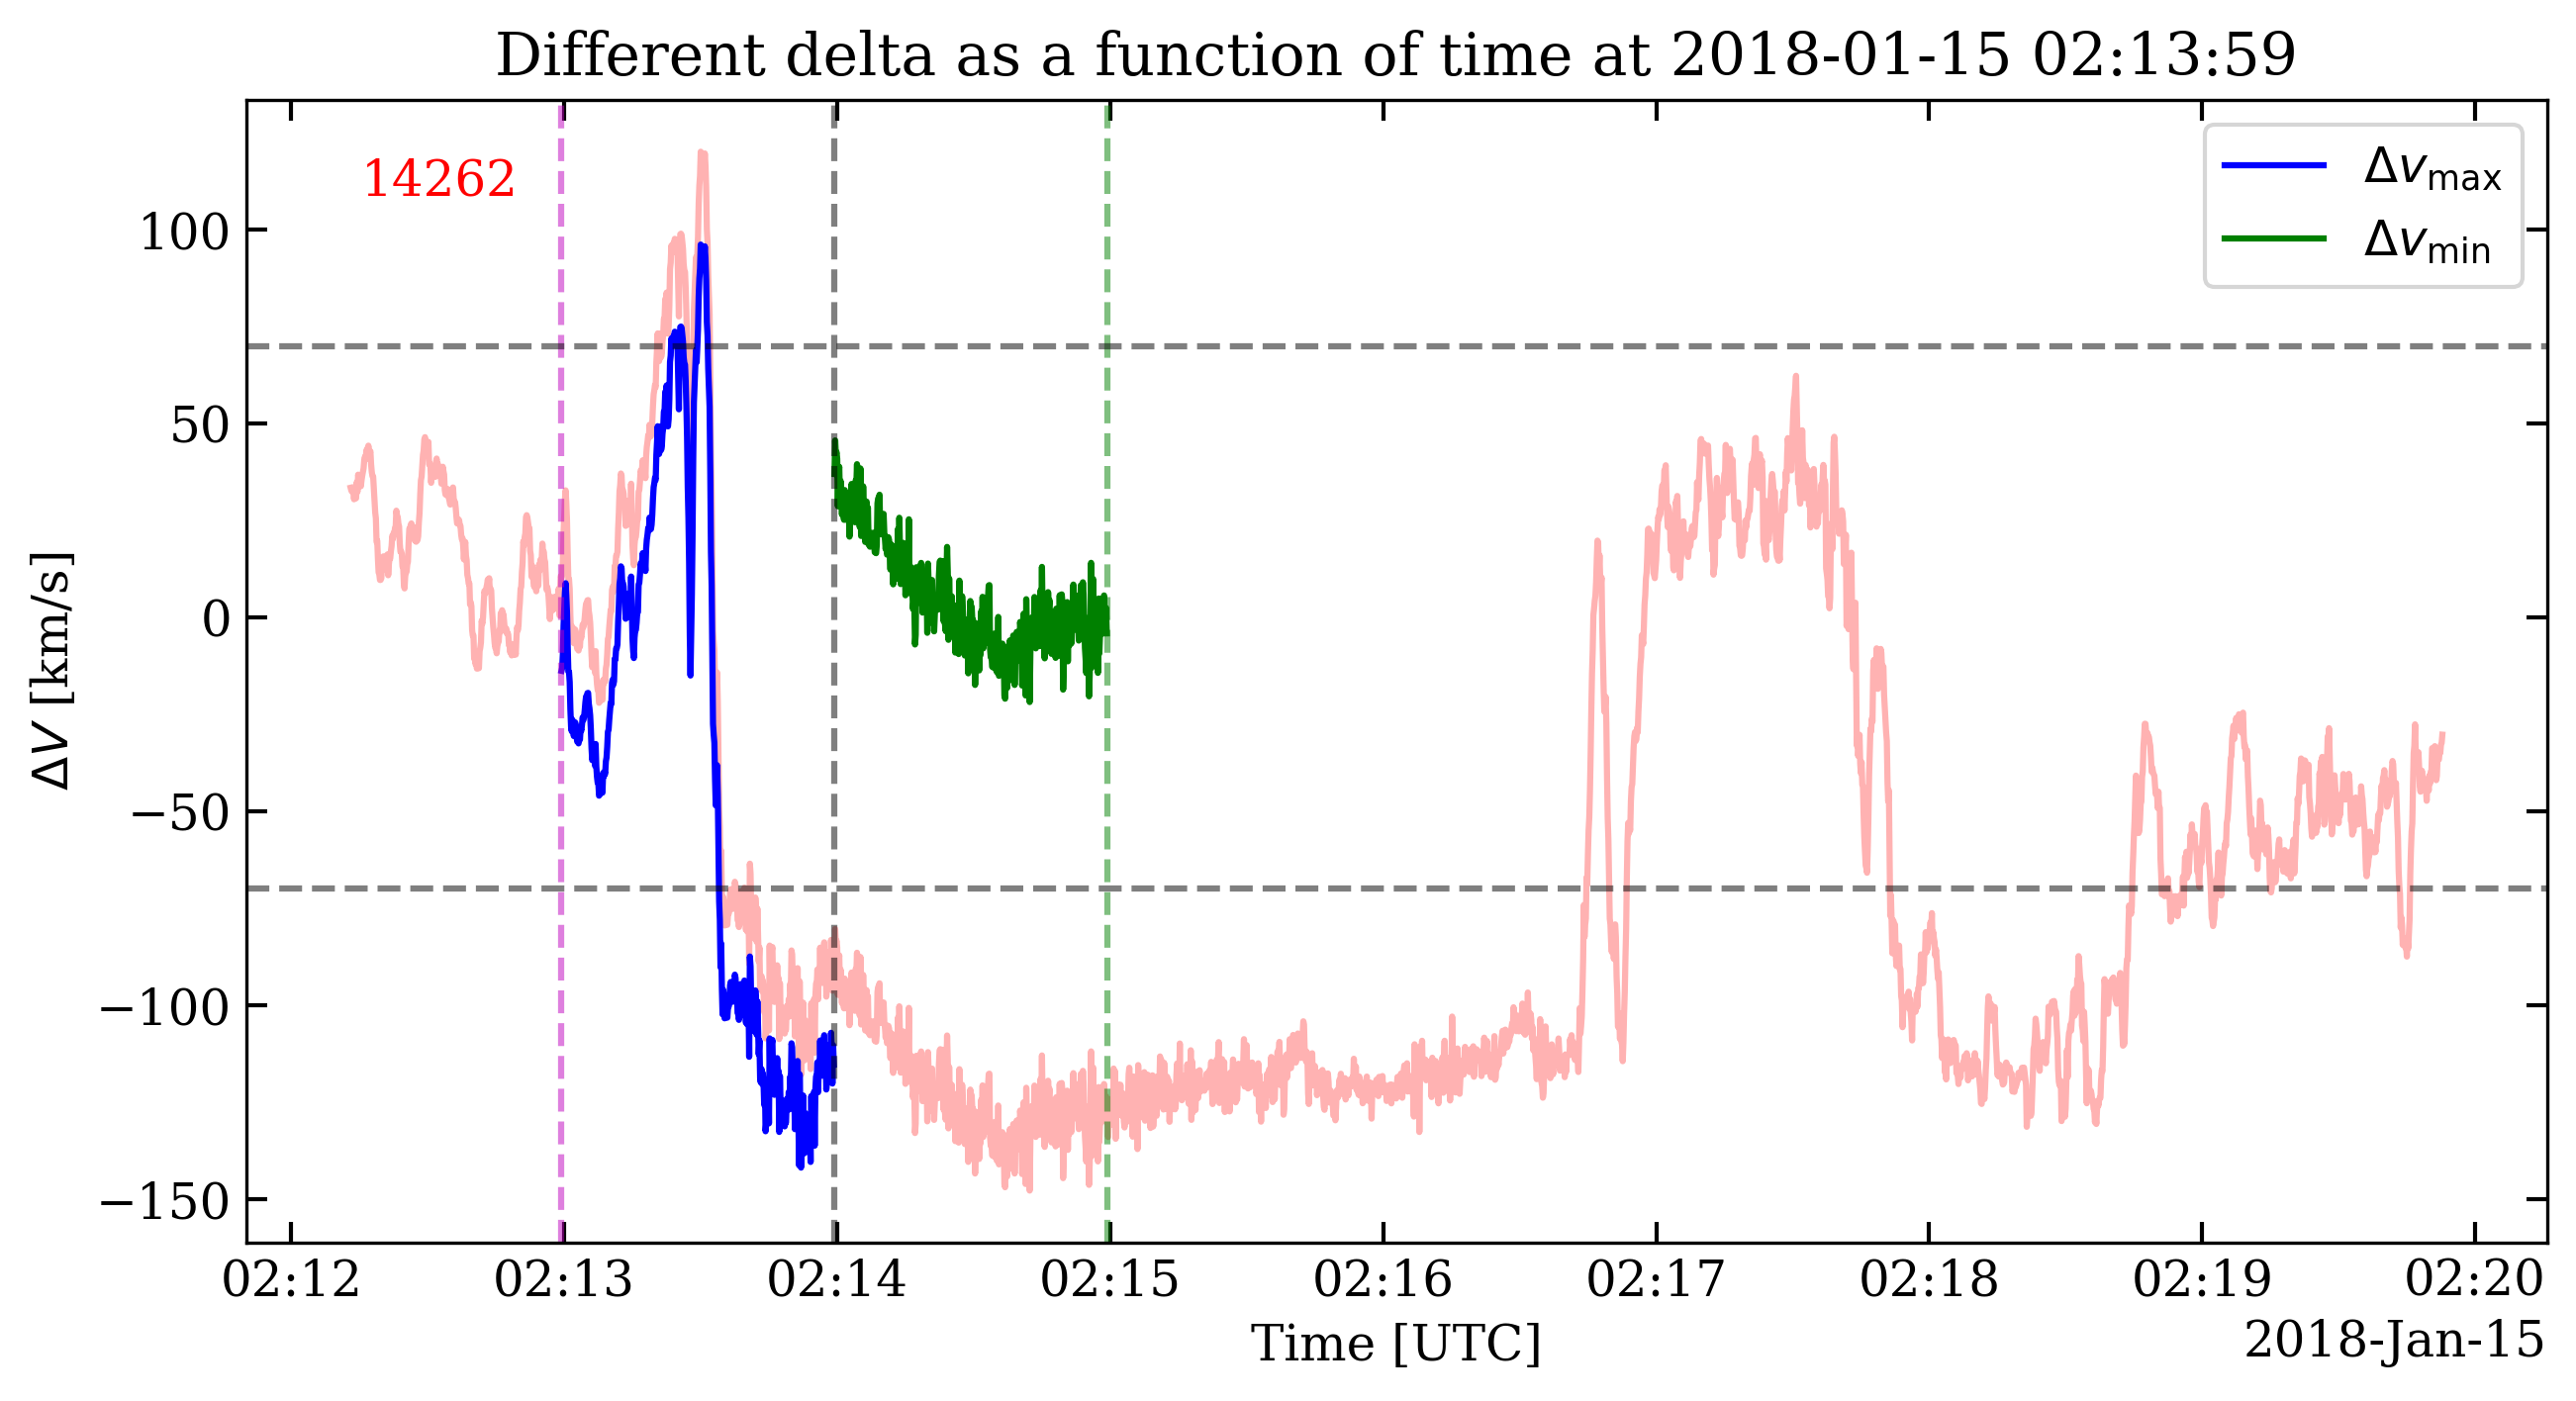 Different delta as a function of time at 2018-01-15 02:13:59
14262
Δv_max
Δv_min
100
50
0
−50
−100
−150
ΔV [km/s]
02:12 02:13 02:14 02:15 02:16 02:17 02:18 02:19 02:20
Time [UTC]
2018-Jan-15